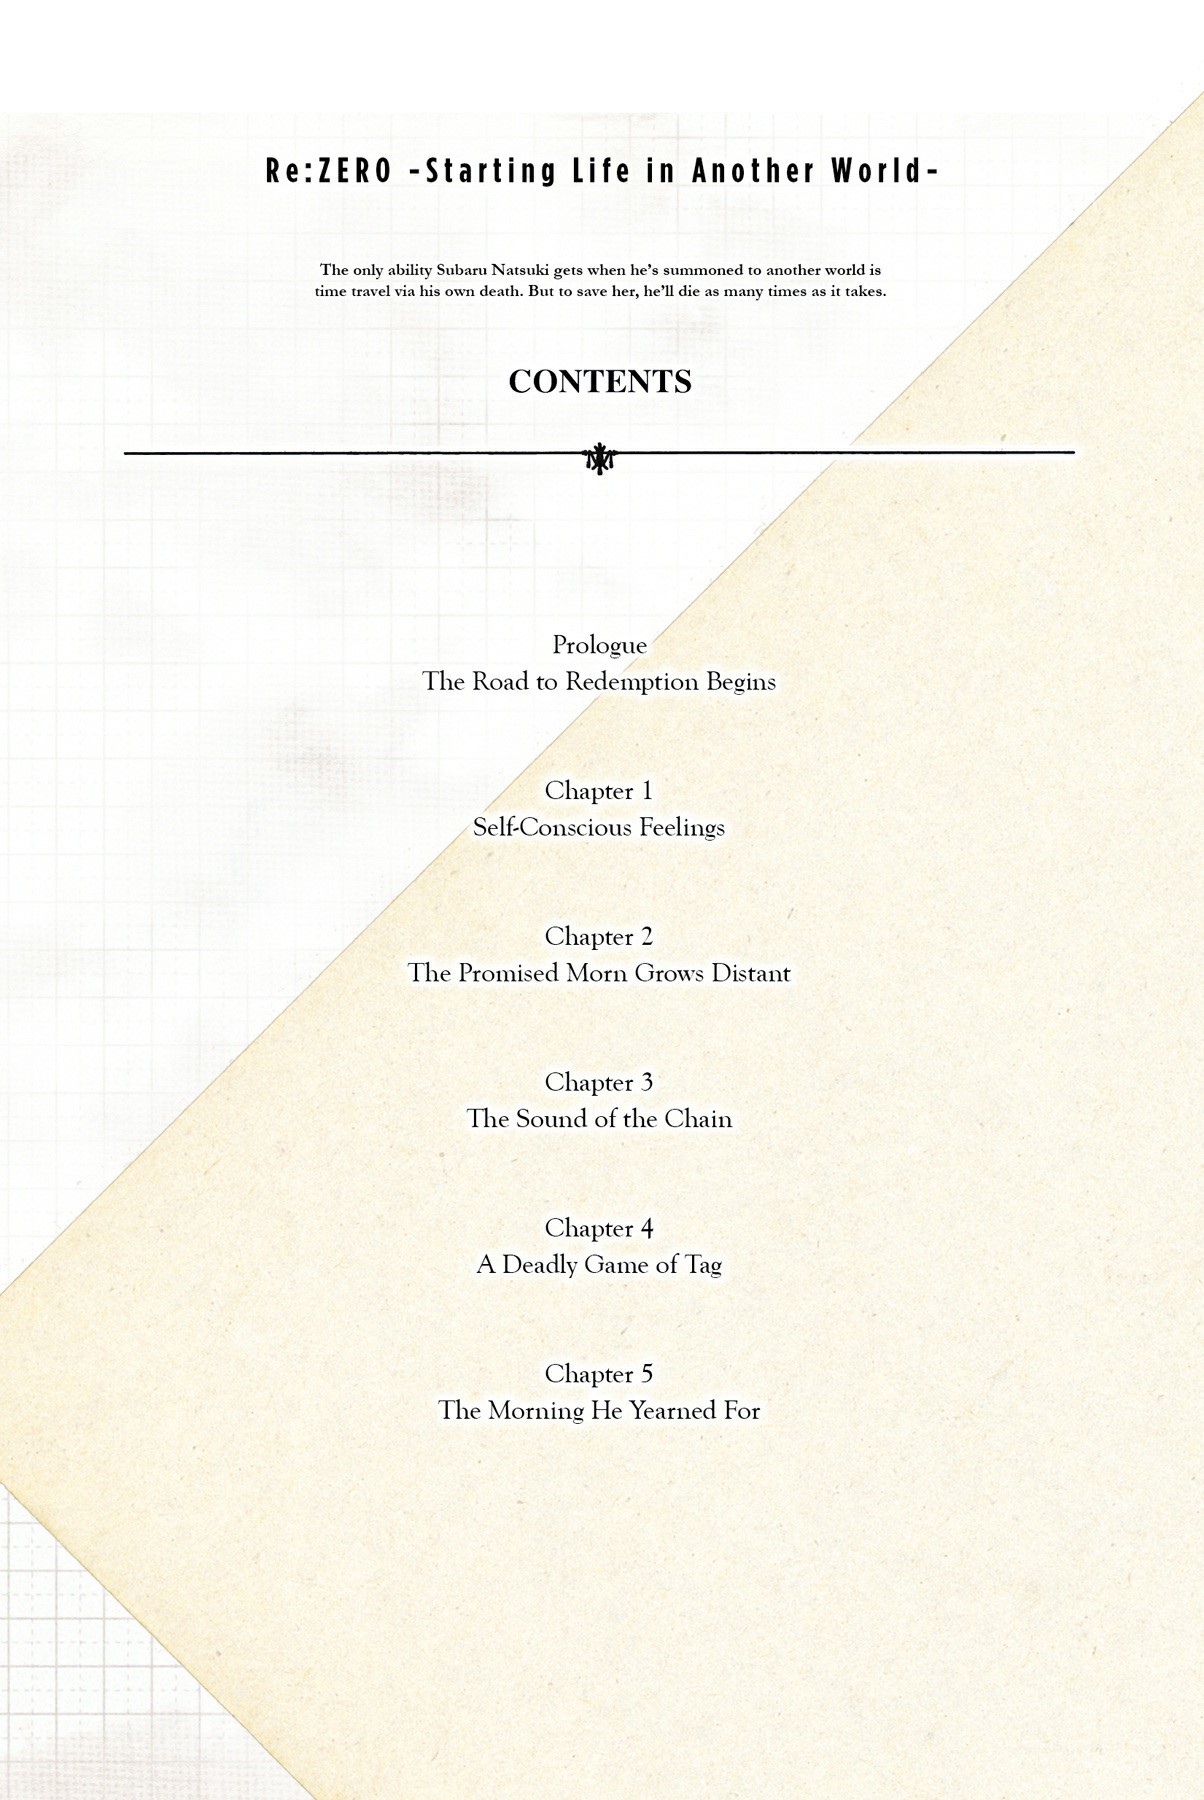 Re:ZERO -Starting Life in Another World-
The only ability Subaru Natsuki gets when he’s summoned to another world is
time travel via his own death. But to save her, he’ll die as many times as it takes.
CONTENTS
Prologue
The Road to Redemption Begins
Chapter 1
Self-Conscious Feelings
Chapter 2
The Promised Morn Grows Distant
Chapter 3
The Sound of the Chain
Chapter 4
A Deadly Game of Tag
Chapter 5
The Morning He Yearned For